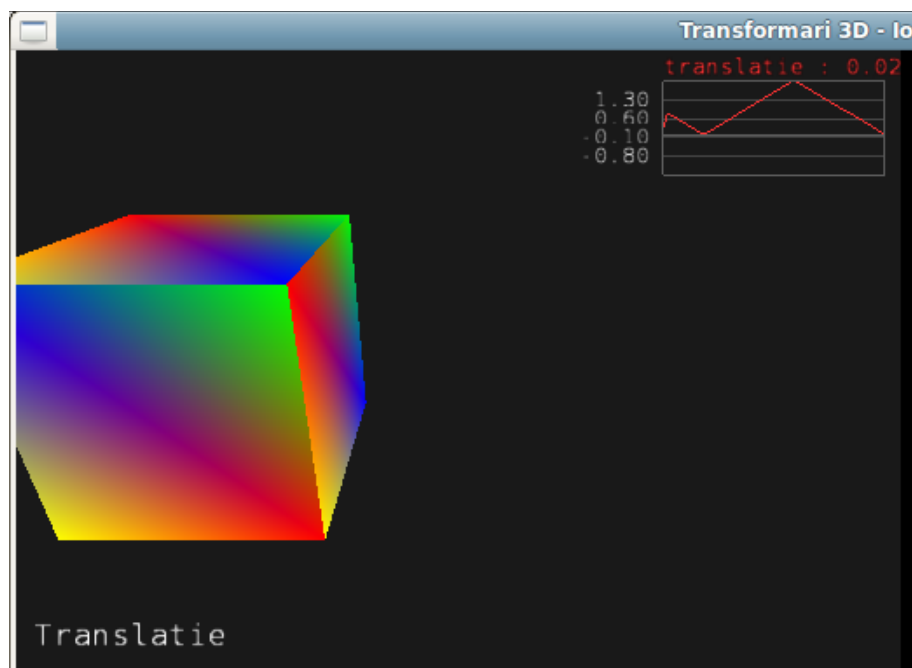 Transformari 3D - Io
translatie : 0.02
1.30
0.60
-0.10
-0.80
Translatie